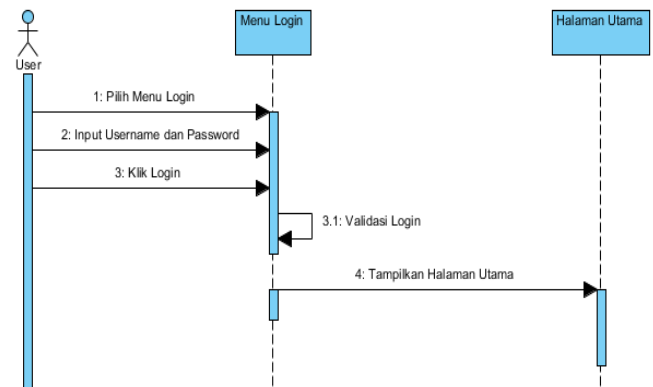 Menu Login
Halaman Utama
User
1: Pilih Menu Login
2: Input Username dan Password
3: Klik Login
3.1: Validasi Login
4: Tampilkan Halaman Utama